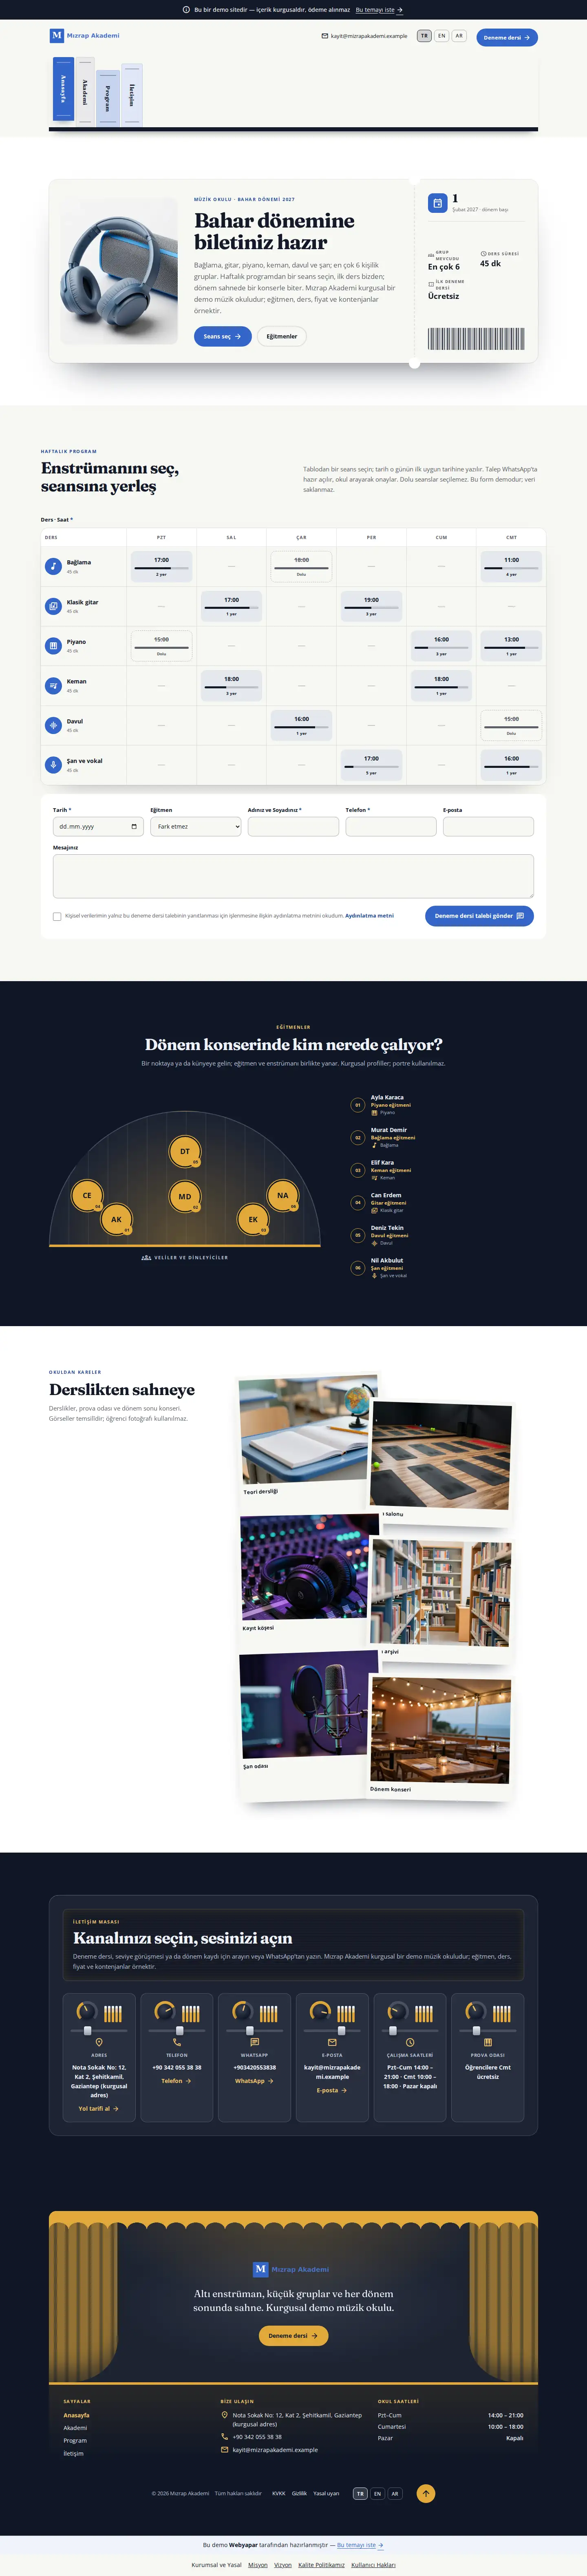 Bu bir demo sitedir — içerik kurgusaldır, ödeme alınmaz Bu temayı iste →
M Mızrap Akademi
kayit@mizrapakademi.example TR EN AR Deneme dersi →
Anasayfa
Akademi
Program
İletişim
MÜZİK OKULU · BAHAR DÖNEMİ 2027
Bahar dönemine
biletiniz hazır
Bağlama, gitar, piyano, keman, davul ve şan; en çok 6 kişilik
gruplar. Haftalık programdan bir seans seçin, ilk ders bizden;
dönem sahnede bir konserle biter. Mızrap Akademi kurgusal bir
demo müzik okuludur; eğitmen, ders, fiyat ve kontenjanlar
örnektir.
Seans seç → Eğitmenler
1
Şubat 2027 · dönem başı
GRUP MEVCUDU
En çok 6
DERS SÜRESİ
45 dk
İLK DENEME DERSİ
Ücretsiz
HAFTALIK PROGRAM
Enstrümanını seç,
seansına yerleş
Tablodan bir seans seçin; tarih o günün ilk uygun tarihine yazılır. Talep WhatsApp'ta
hazır açılır, okul arayarak onaylar. Dolu seanslar seçilemez. Bu form demodur; veri
saklanmaz.
Ders · Saat *
DERS PZT SAL ÇAR PER CUM CMT
Bağlama 45 dk 17:00 2 yer — 18:00 Dolu — — 11:00 4 yer
Klasik gitar 45 dk — 17:00 1 yer — 19:00 3 yer — —
Piyano 45 dk 15:00 Dolu — — — 16:00 3 yer 13:00 1 yer
Keman 45 dk — 18:00 3 yer — — 18:00 1 yer —
Davul 45 dk — — 16:00 1 yer — — 15:00 Dolu
Şan ve vokal 45 dk — — — 17:00 5 yer — 16:00 1 yer
Tarih * Eğitmen Adınız ve Soyadınız * Telefon * E-posta
dd.mm.yyyy Fark etmez
Mesajınız
Kişisel verilerimin yalnız bu deneme dersi talebinin yanıtlanması için işlenmesine ilişkin aydınlatma metnini okudum. Aydınlatma metni
Deneme dersi talebi gönder
EĞİTMENLER
Dönem konserinde kim nerede çalıyor?
Bir noktaya ya da künyeye gelin; eğitmen ve enstrümanı birlikte yanar. Kurgusal profiller; portre kullanılmaz.
DT 05
CE 04
MD 02
NA 06
AK 01
EK 03
VELİLER VE DİNLEYİCİLER
01 Ayla Karaca
Piyano eğitmeni
Piyano
02 Murat Demir
Bağlama eğitmeni
Bağlama
03 Elif Kara
Keman eğitmeni
Keman
04 Can Erdem
Gitar eğitmeni
Klasik gitar
05 Deniz Tekin
Davul eğitmeni
Davul
06 Nil Akbulut
Şan eğitmeni
Şan ve vokal
OKULDAN KARELER
Derslikten sahneye
Derslikler, prova odası ve dönem sonu konseri.
Görseller temsilîdir; öğrenci fotoğrafı kullanılmaz.
Teori dersliği
salonu
Kayıt köşesi
arşivi
Şan odası
Dönem konseri
İLETİŞİM MASASI
Kanalınızı seçin, sesinizi açın
Deneme dersi, seviye görüşmesi ya da dönem kaydı için arayın veya WhatsApp'tan yazın. Mızrap Akademi kurgusal bir demo müzik okuludur; eğitmen, ders,
fiyat ve kontenjanlar örnektir.
ADRES
Nota Sokak No: 12,
Kat 2, Şehitkamil,
Gaziantep (kurgusal
adres)
Yol tarifi al →
TELEFON
+90 342 055 38 38
Telefon →
WHATSAPP
+903420553838
WhatsApp →
E-POSTA
kayit@mizrapakade
mi.example
E-posta →
ÇALIŞMA SAATLERİ
Pzt–Cum 14:00 –
21:00 · Cmt 10:00 –
18:00 · Pazar kapalı
PROVA ODASI
Öğrencilere Cmt
ücretsiz
M Mızrap Akademi
Altı enstrüman, küçük gruplar ve her dönem
sonunda sahne. Kurgusal demo müzik okulu.
Deneme dersi →
SAYFALAR
Anasayfa
Akademi
Program
İletişim
BİZE ULAŞIN
Nota Sokak No: 12, Kat 2, Şehitkamil, Gaziantep
(kurgusal adres)
+90 342 055 38 38
kayit@mizrapakademi.example
OKUL SAATLERİ
Pzt–Cum 14:00 – 21:00
Cumartesi 10:00 – 18:00
Pazar Kapalı
© 2026 Mızrap Akademi Tüm hakları saklıdır KVKK Gizlilik Yasal uyarı TR EN AR
Bu demo Webyapar tarafından hazırlanmıştır — Bu temayı iste →
Kurumsal ve Yasal Misyon Vizyon Kalite Politikamız Kullanıcı Hakları